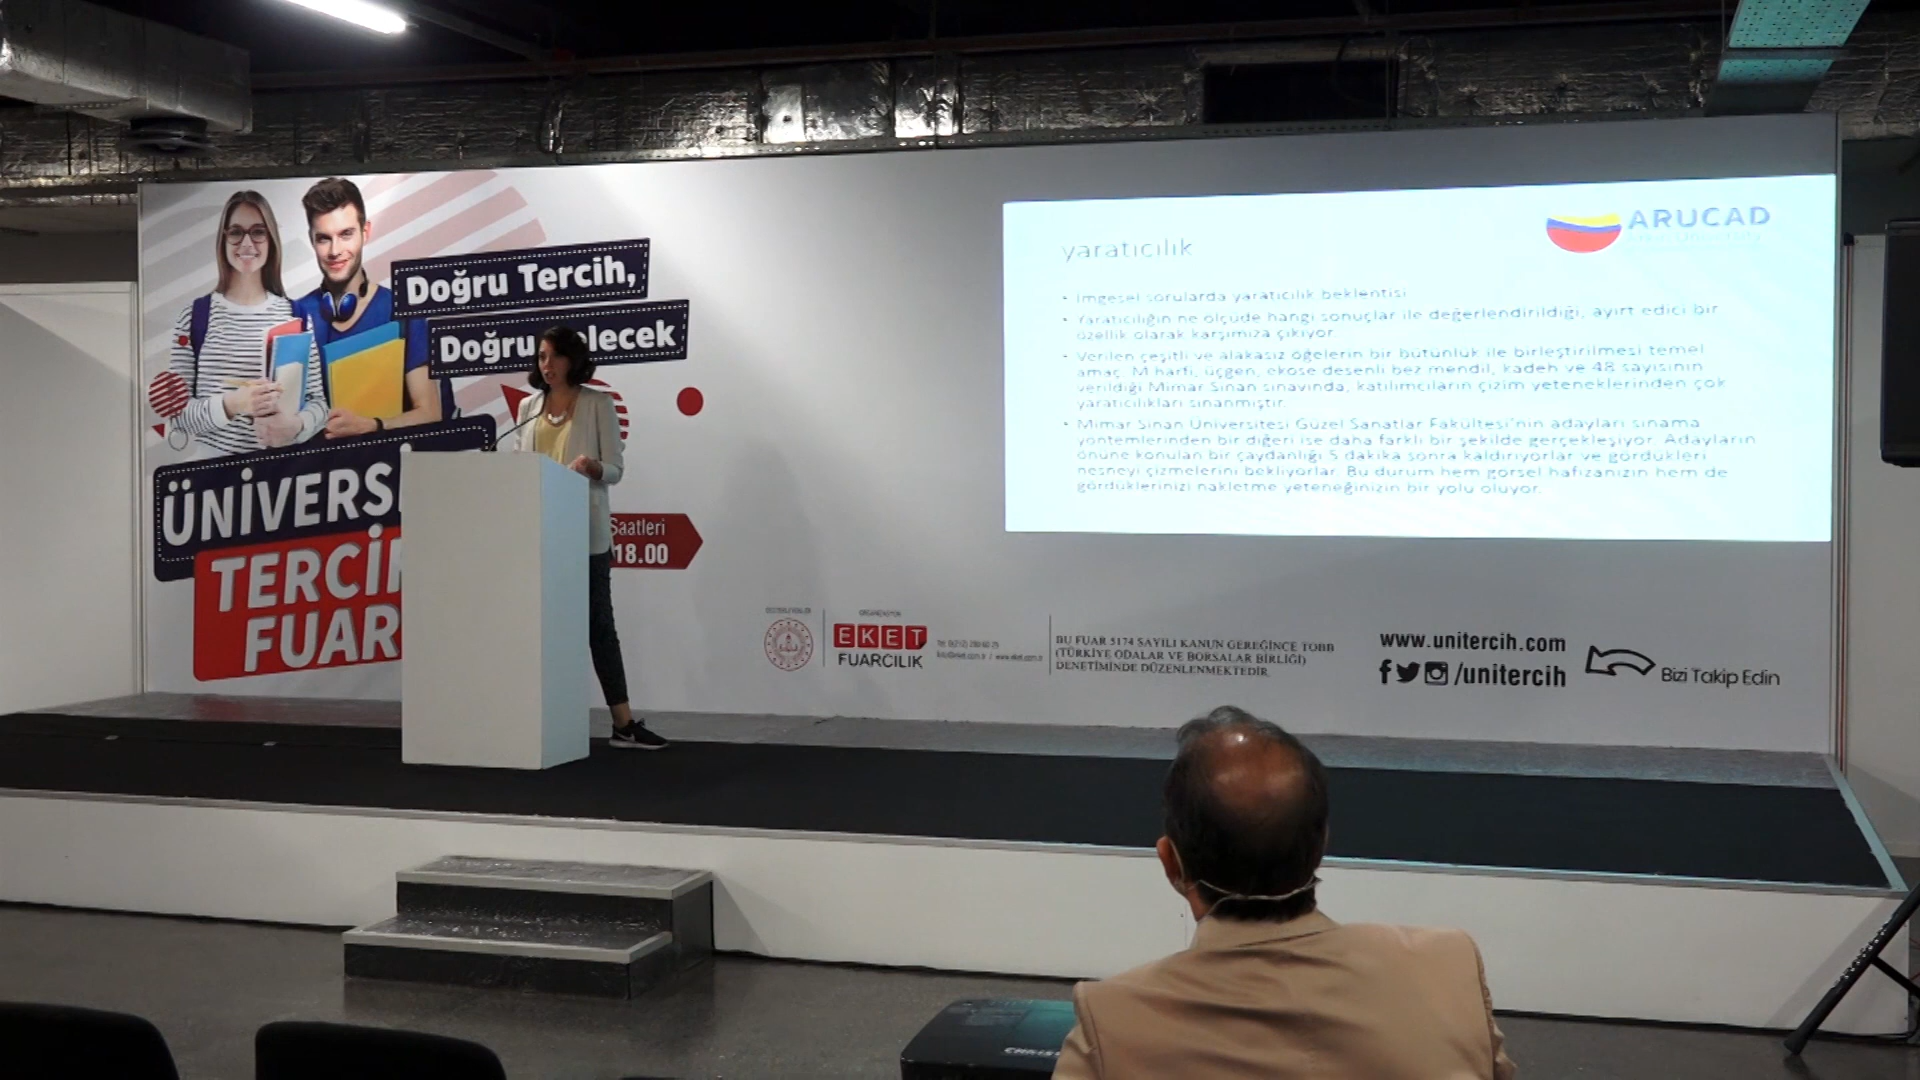 Doğru Tercih,
Doğru elecek
ÜNİVERS
TERCİ
FUAR
Saatleri
18.00
ARUCAD
yaratıcılık
- İmgesel sorularda yaratıcılık beklentisi
- Yaratıcılığın ne ölçüde hangi sonuçlar ile değerlendirildiği, ayırt edici bir
özellik olarak karşımıza çıkıyor.
- Verilen çeşitli ve alakasız öğelerin bir bütünlük ile birleştirilmesi temel
amaç. M harfi, üçgen, ekose desenli bez mendil, kadeh ve 48 sayısının
verildiği Mimar Sinan sınavında, katılımcıların çizim yeteneklerinden çok
yaratıcılıkları sınanmıştır.
- Mimar Sinan Üniversitesi Güzel Sanatlar Fakültesi'nin adayları sınama
yöntemlerinden bir diğeri ise daha farklı bir şekilde gerçekleşiyor. Adayların
önüne konulan bir çaydanlığı 5 dakika sonra kaldırıyorlar ve gördükleri
nesneyi çizmelerini bekliyorlar. Bu durum hem görsel hafızanızın hem de
gördüklerinizi nakletme yeteneğinizin bir yolu oluyor.
ORGANİZASYON
EKET
FUARCILIK
BU FUAR 5174 SAYILI KANUN GEREĞİNCE TOBB
(TÜRKİYE ODALAR VE BORSALAR BİRLİĞİ)
DENETİMİNDE DÜZENLENMEKTEDİR.
www.unitercih.com
/unitercih
Bizi Takip Edin
CHRIS